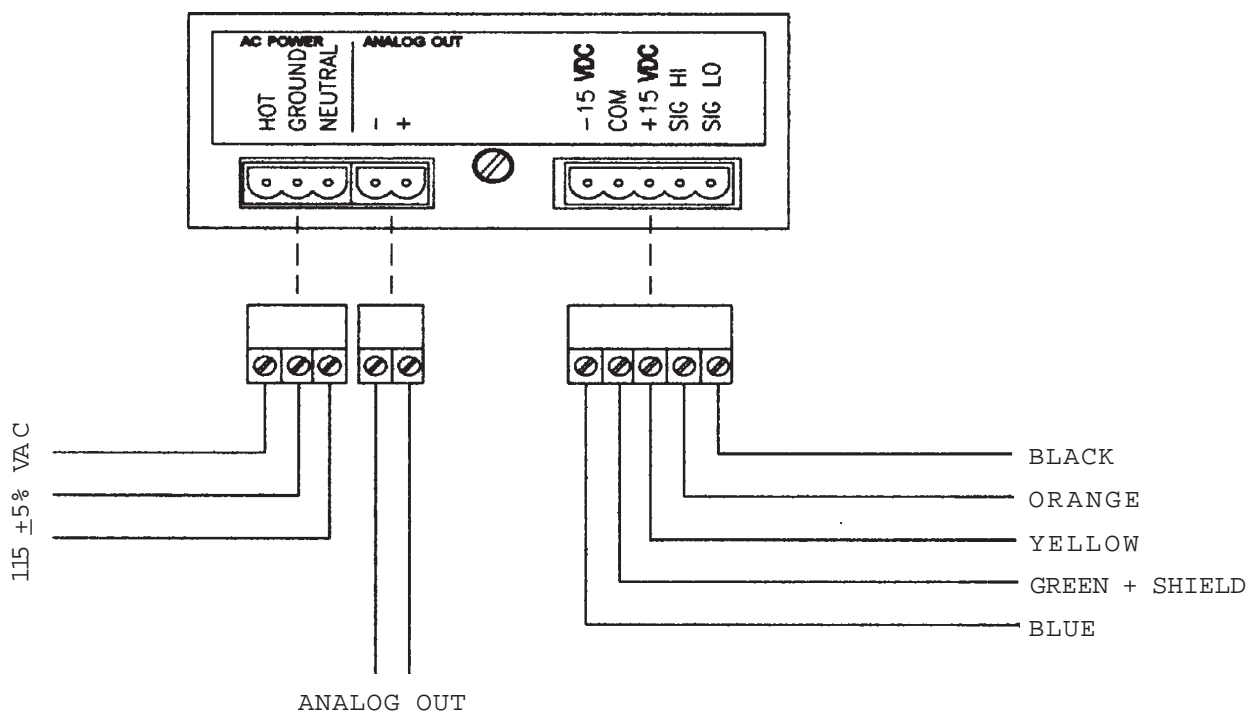 AC POWER
ANALOG OUT
HOT
GROUND
NEUTRAL
-
+
-15 VDC
COM
+15 VDC
SIG HI
SIG LO
115 ±5% VAC
BLACK
ORANGE
YELLOW
GREEN + SHIELD
BLUE
ANALOG OUT